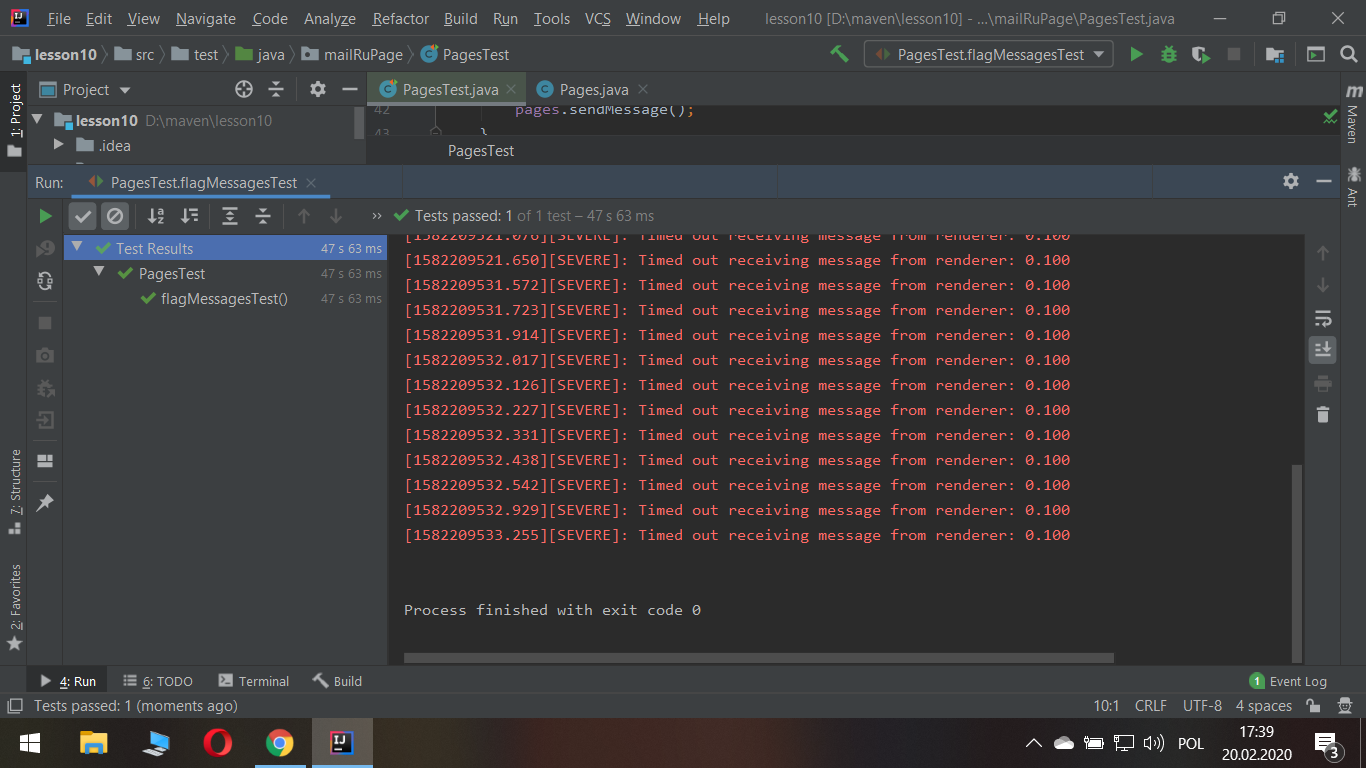 File Edit View Navigate Code Analyze Refactor Build Run Tools VCS Window Help lesson10 [D:\maven\lesson10] - ...\mailRuPage\PagesTest.java
lesson10 src test java mailRuPage PagesTest PagesTest.flagMessagesTest
1: Project
Project
PagesTest.java Pages.java
lesson10 D:\maven\lesson10
.idea
42 pages.sendMessage();
43 }
PagesTest
Maven
Ant
Run: PagesTest.flagMessagesTest
Tests passed: 1 of 1 test – 47 s 63 ms
Test Results 47 s 63 ms
PagesTest 47 s 63 ms
flagMessagesTest() 47 s 63 ms
[1582209521.076][SEVERE]: Timed out receiving message from renderer: 0.100
[1582209521.650][SEVERE]: Timed out receiving message from renderer: 0.100
[1582209531.572][SEVERE]: Timed out receiving message from renderer: 0.100
[1582209531.723][SEVERE]: Timed out receiving message from renderer: 0.100
[1582209531.914][SEVERE]: Timed out receiving message from renderer: 0.100
[1582209532.017][SEVERE]: Timed out receiving message from renderer: 0.100
[1582209532.126][SEVERE]: Timed out receiving message from renderer: 0.100
[1582209532.227][SEVERE]: Timed out receiving message from renderer: 0.100
[1582209532.331][SEVERE]: Timed out receiving message from renderer: 0.100
[1582209532.438][SEVERE]: Timed out receiving message from renderer: 0.100
[1582209532.542][SEVERE]: Timed out receiving message from renderer: 0.100
[1582209532.929][SEVERE]: Timed out receiving message from renderer: 0.100
[1582209533.255][SEVERE]: Timed out receiving message from renderer: 0.100
Process finished with exit code 0
7: Structure
2: Favorites
4: Run 6: TODO Terminal Build 1 Event Log
Tests passed: 1 (moments ago) 10:1 CRLF UTF-8 4 spaces
POL 17:39
20.02.2020 3